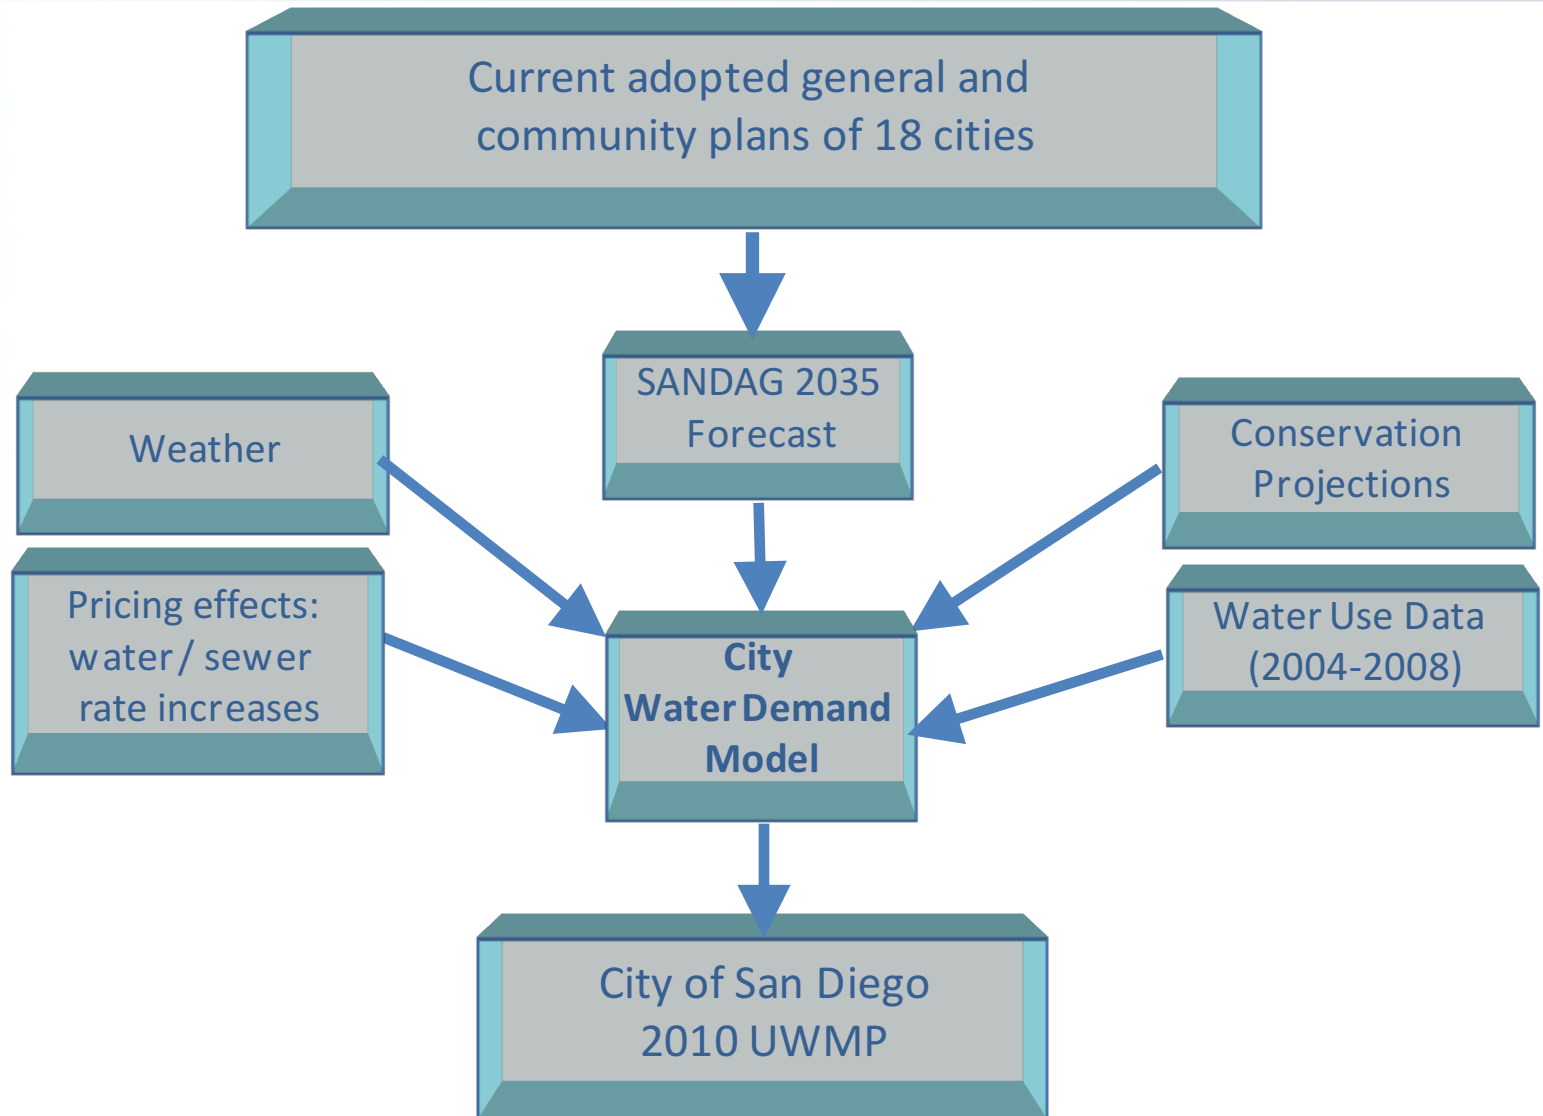 Current adopted general and
community plans of 18 cities
SANDAG 2035
Forecast
Weather
Conservation
Projections
Pricing effects:
water / sewer
rate increases
Water Use Data
(2004-2008)
City
Water Demand
Model
City of San Diego
2010 UWMP